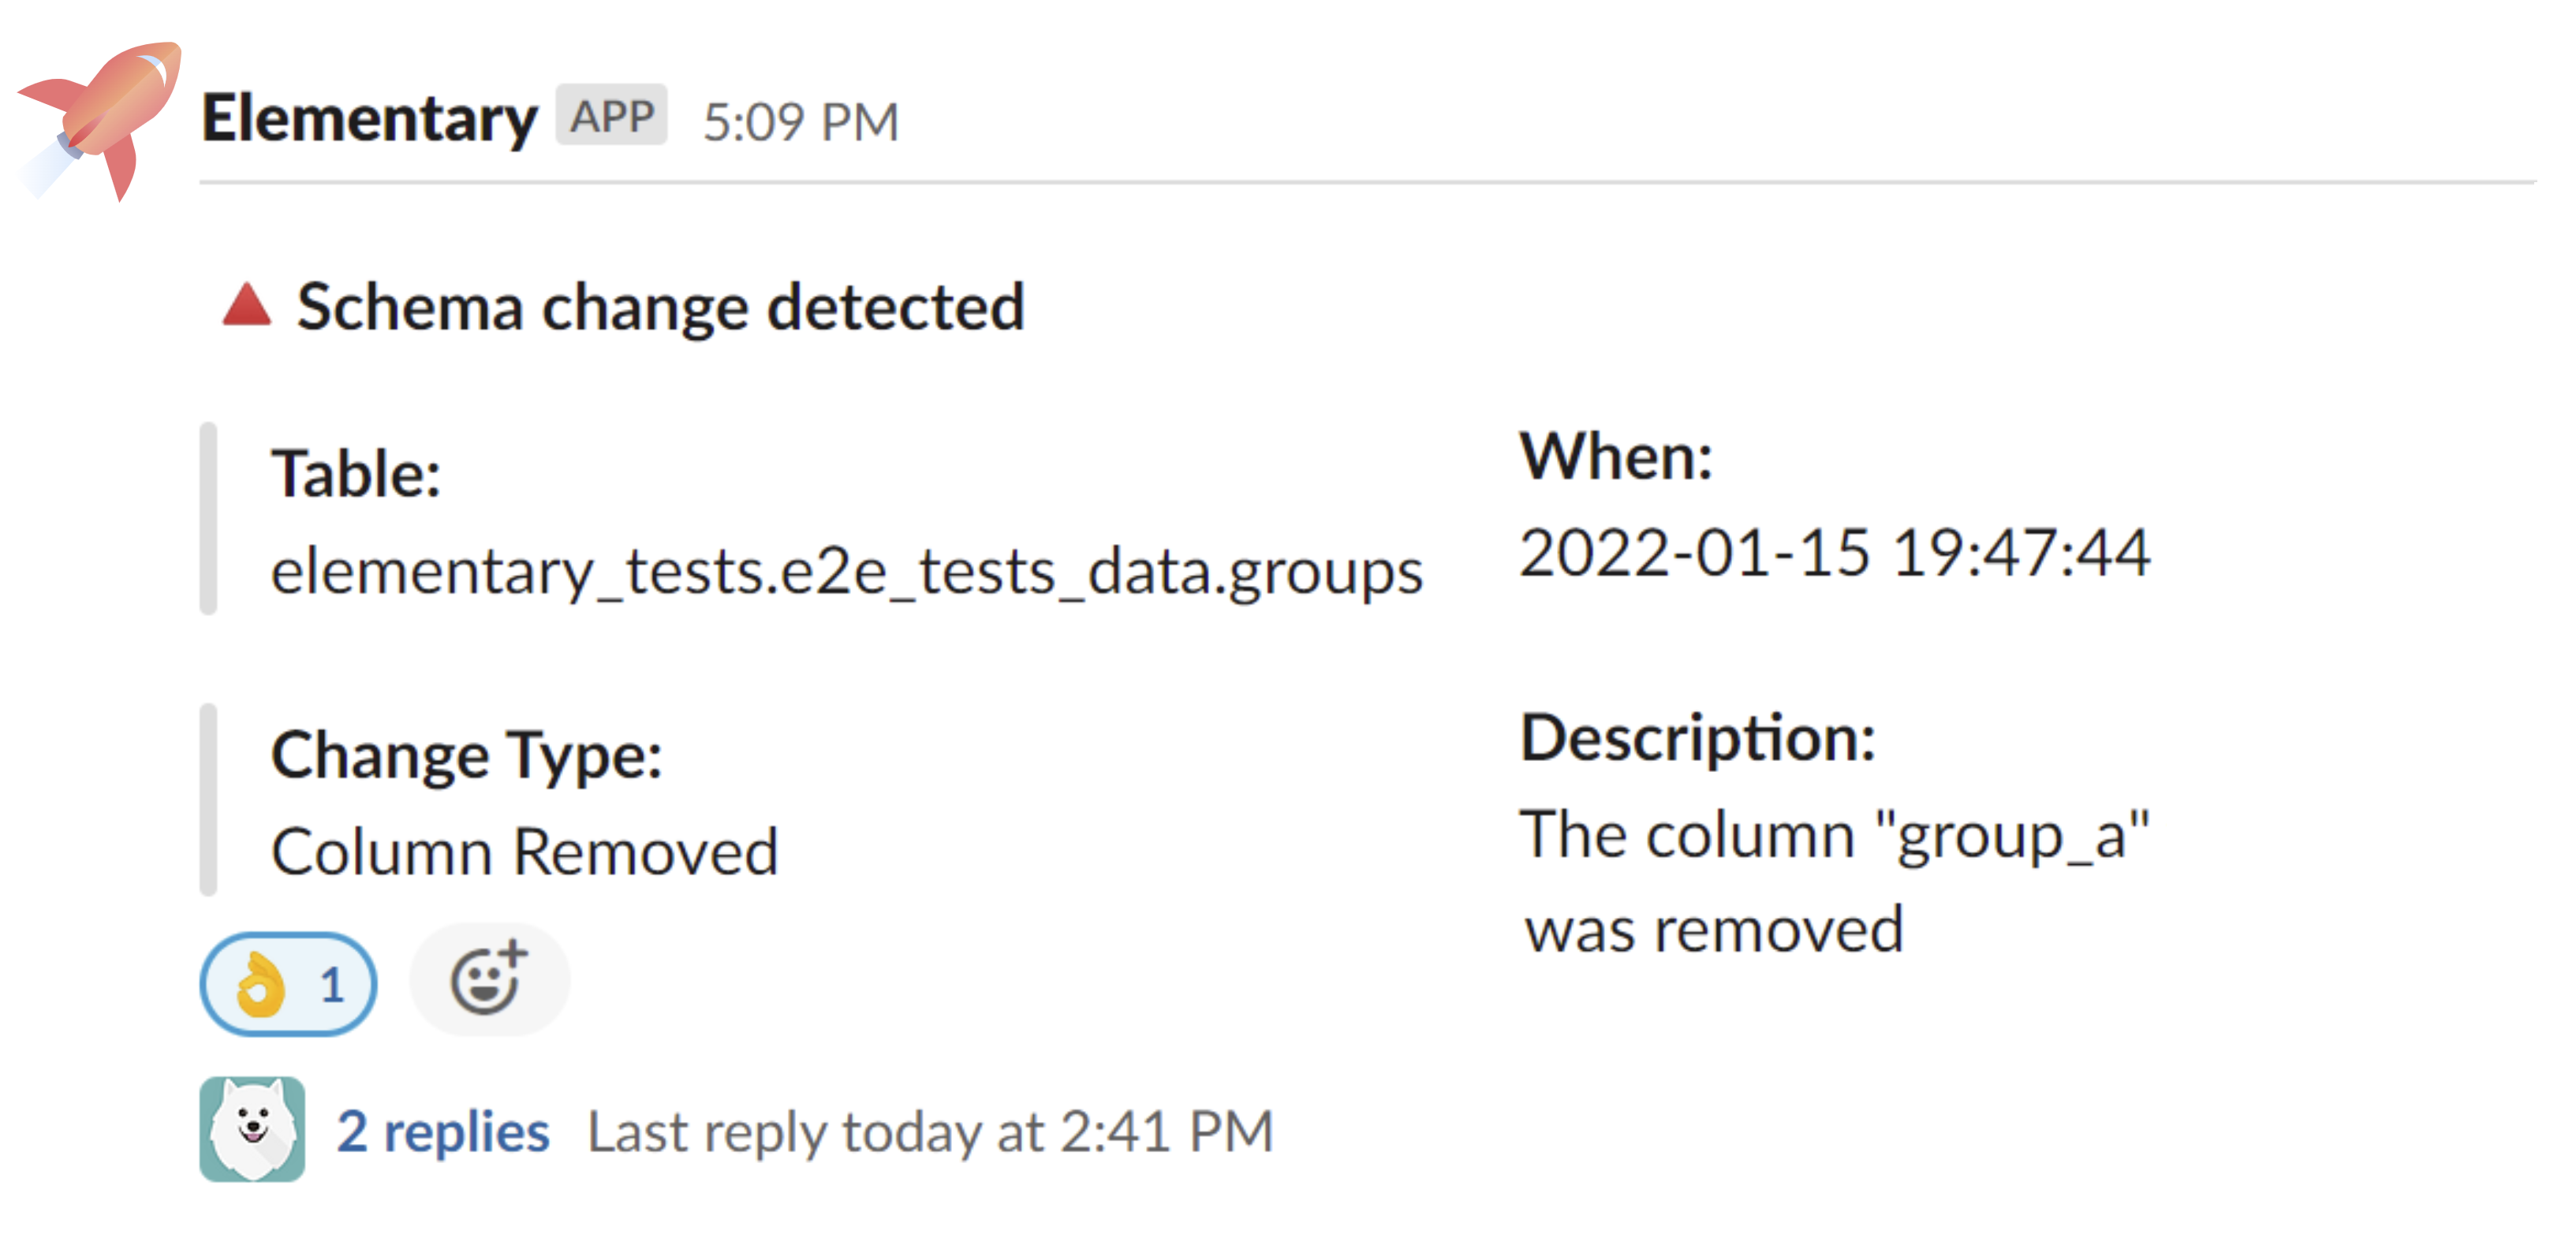 Elementary APP 5:09 PM
Schema change detected
Table:
elementary_tests.e2e_tests_data.groups
When:
2022-01-15 19:47:44
Change Type:
Column Removed
Description:
The column "group_a"
was removed
1
2 replies Last reply today at 2:41 PM